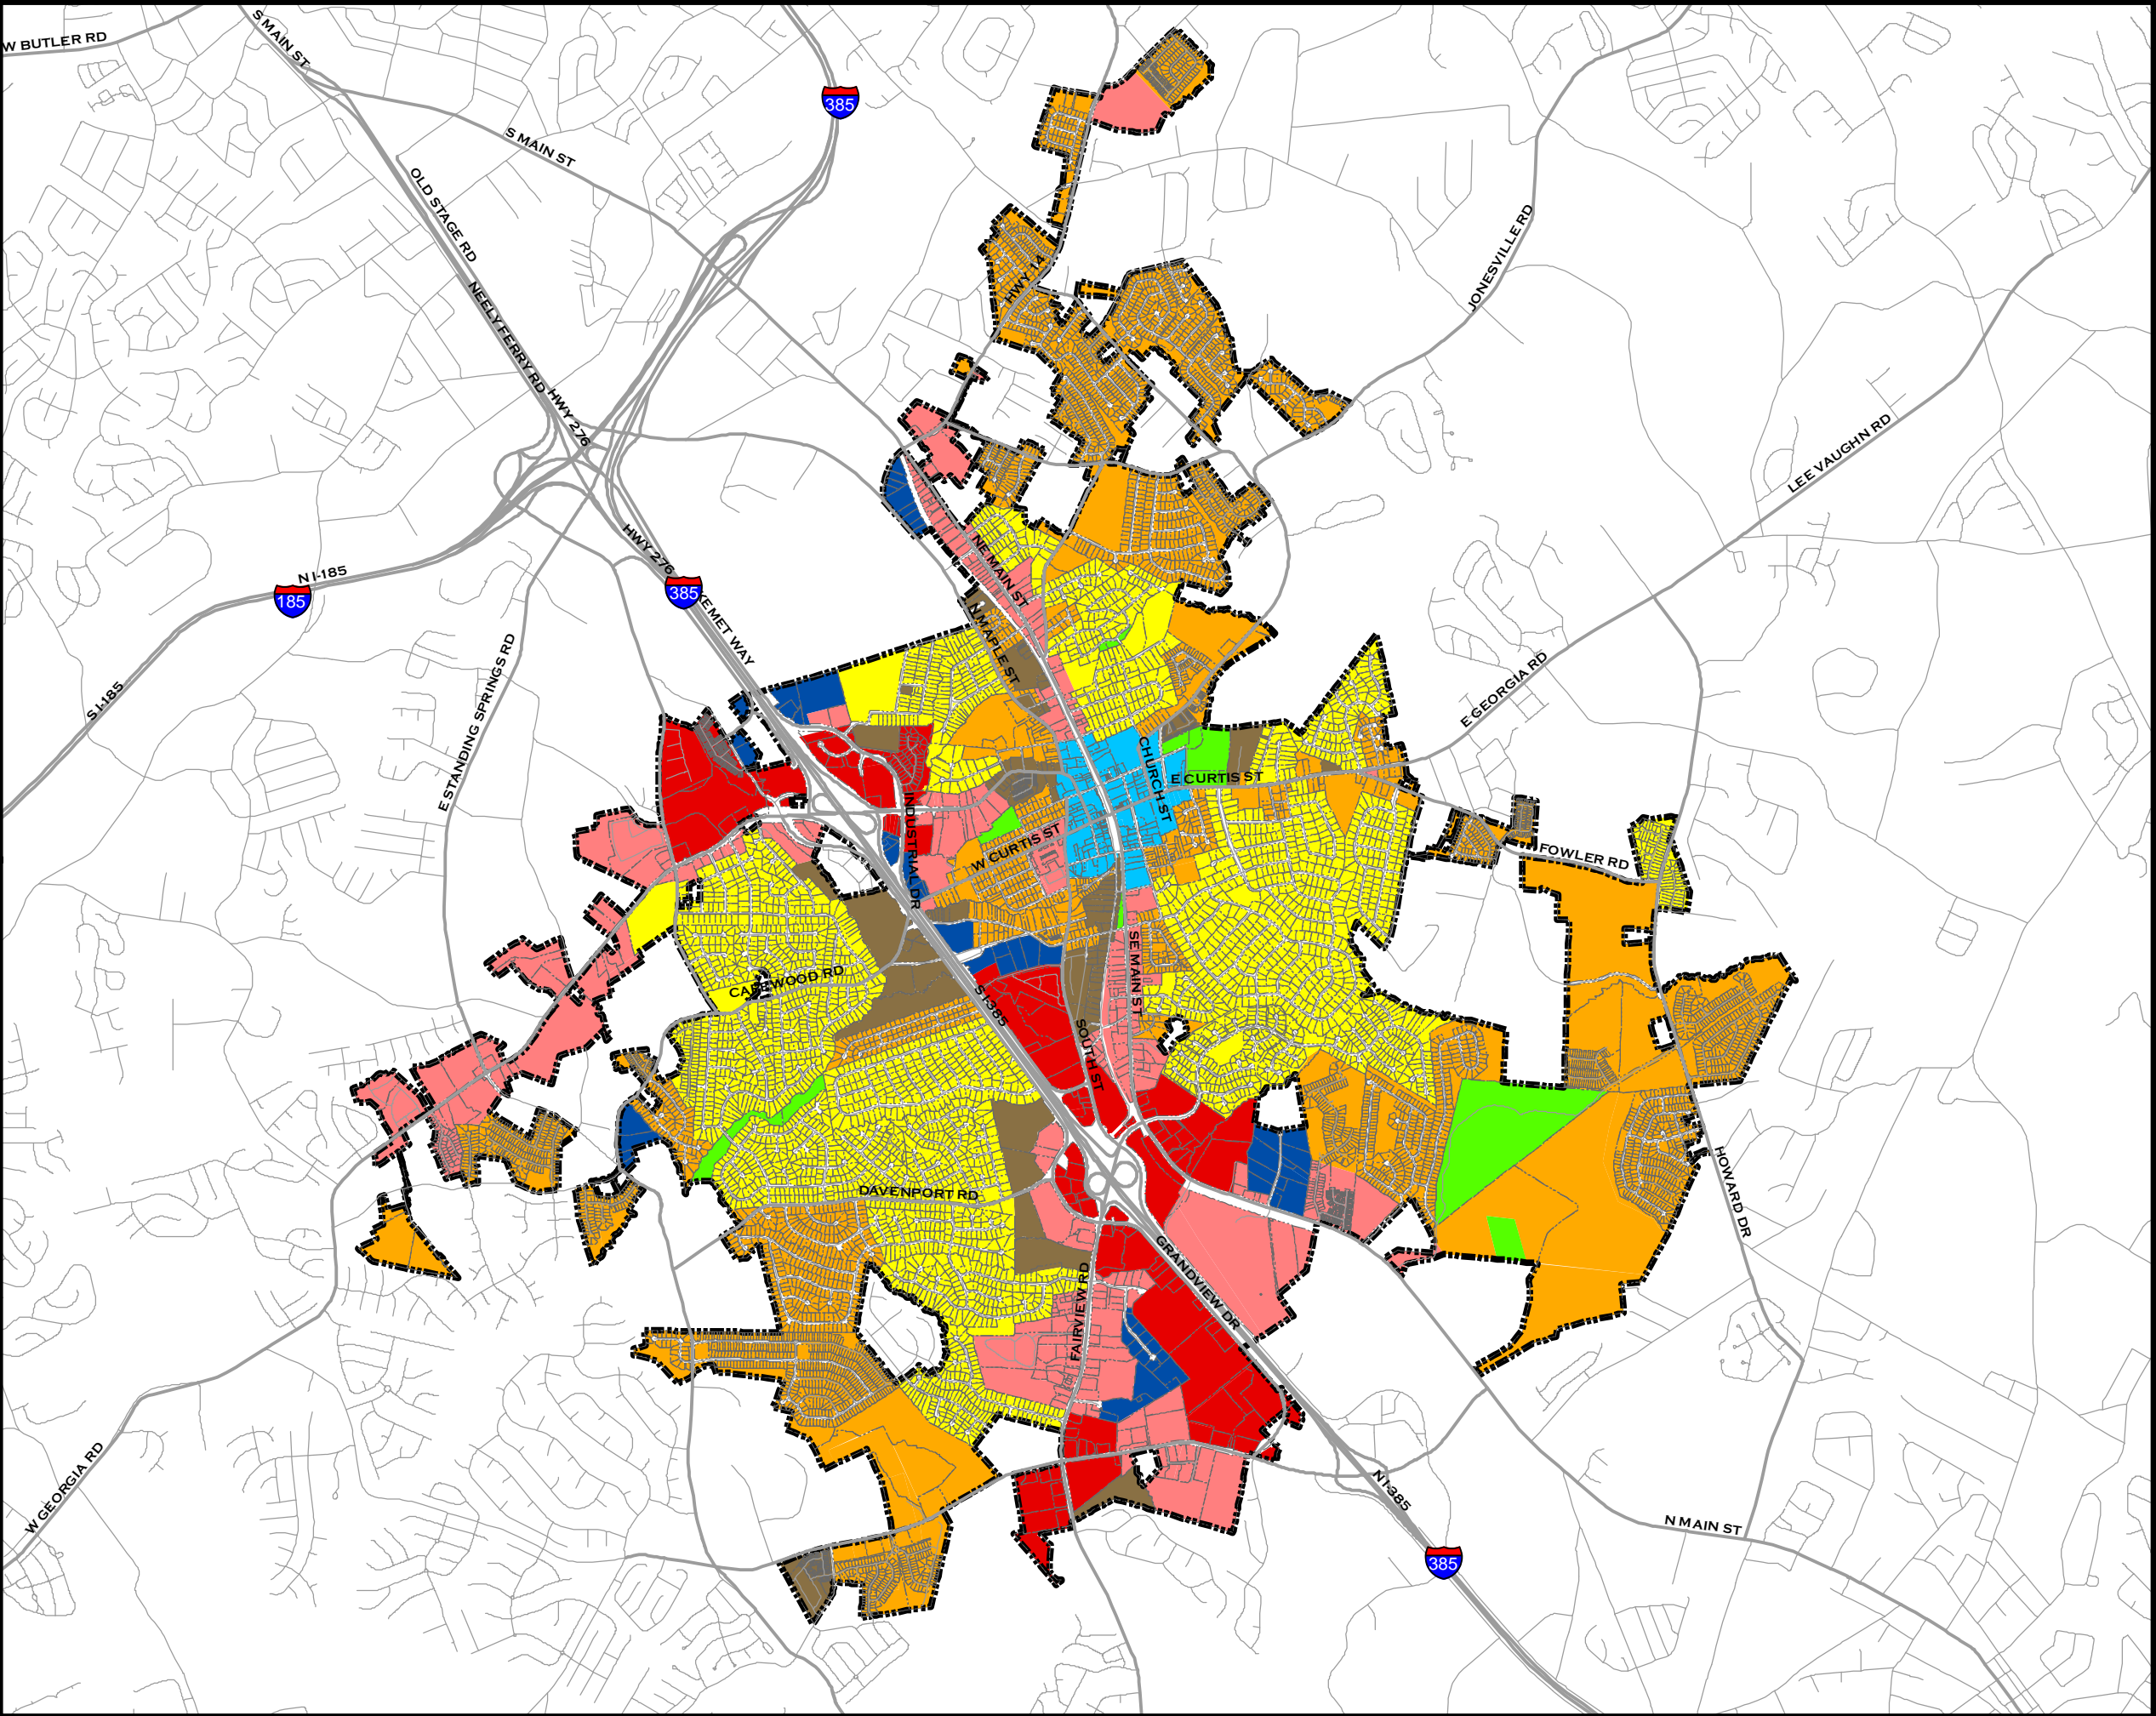 W BUTLER RD
S MAIN ST
385
S MAIN ST
OLD STAGE RD
JONESVILLE RD
HWY 14
NEELY FERRY RD
HWY 276
LEE VAUGHN RD
HWY 276
NE MAIN ST
N I-185
185
385
KEMET WAY
N MAPLE ST
E STANDING SPRINGS RD
S I-185
E GEORGIA RD
CHURCH ST
E CURTIS ST
INDUSTRIAL DR
W CURTIS ST
FOWLER RD
SE MAIN ST
S I-385
SOUTH ST
DAVENPORT RD
HOWARD DR
GRANDVIEW DR
FAIRVIEW RD
W GEORGIA RD
N I-385
N MAIN ST
385